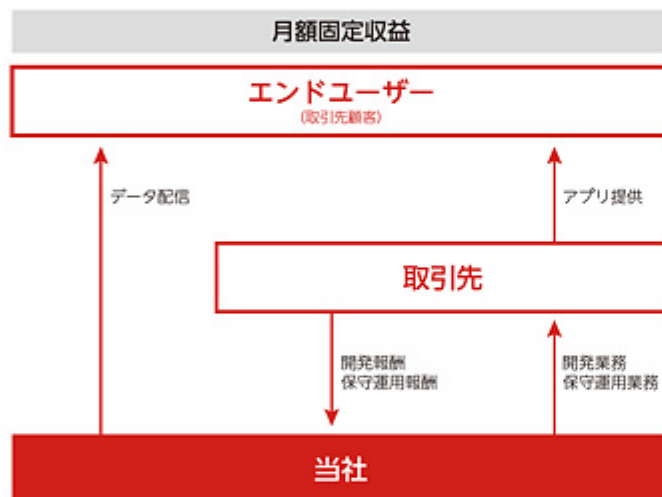 月額固定収益
エンドユーザー
(取引先顧客)
データ配信
アプリ提供
取引先
開発報酬
保守運用報酬
開発業務
保守運用業務
当社